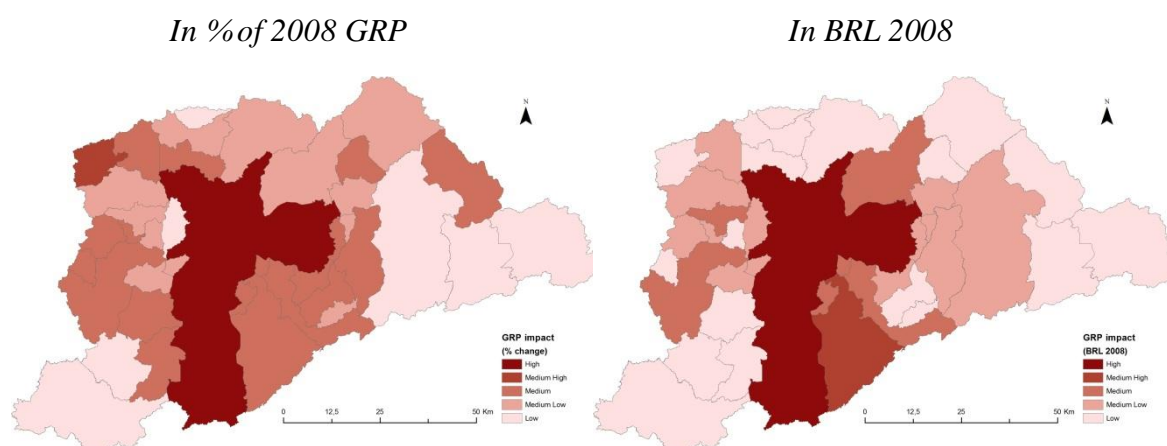 In % of 2008 GRP
In BRL 2008
N
N
GRP impact
(% change)
High
Medium High
Medium
Medium Low
Low
0 12,5 25 50 Km
GRP impact
(BRL 2008)
High
Medium High
Medium
Medium Low
Low
0 12,5 25 50 Km